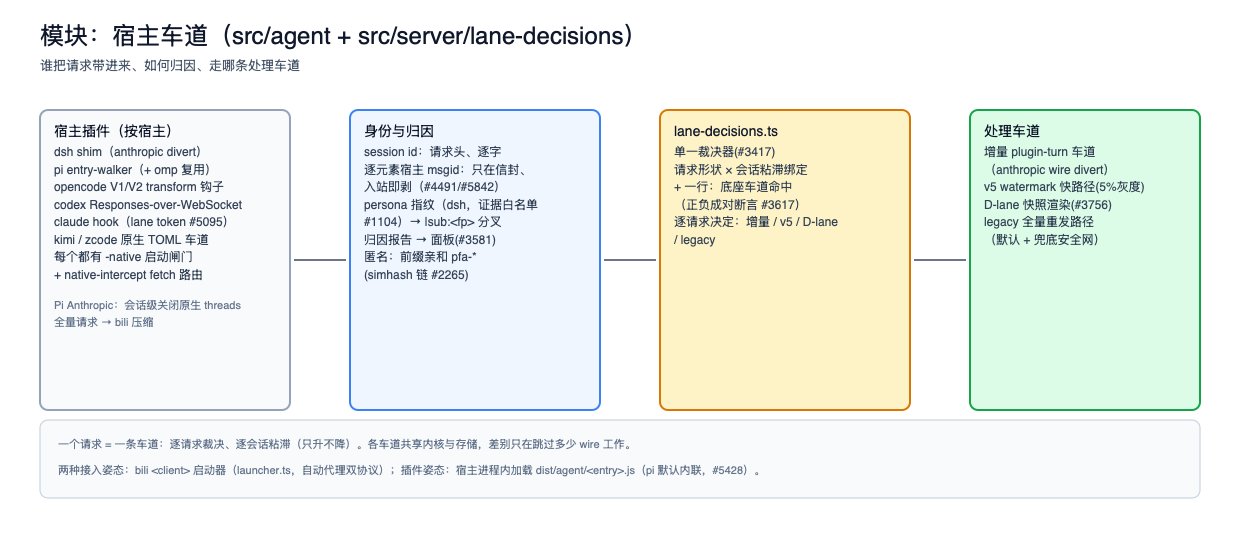 模块：宿主车道（src/agent + src/server/lane-decisions）
谁把请求带进来、如何归因、走哪条处理车道
宿主插件（按宿主）
dsh shim（anthropic divert）
pi entry-walker（+ omp 复用）
opencode V1/V2 transform 钩子
codex Responses-over-WebSocket
claude hook（lane token #5095）
kimi / zcode 原生 TOML 车道
每个都有 -native 启动闸门
+ native-intercept fetch 路由
Pi Anthropic：会话级关闭原生 threads
全量请求 → bili 压缩
身份与归因
session id：请求头、逐字
逐元素宿主 msgid：只在信封、
入站即剥（#4491/#5842）
persona 指纹（dsh，证据白名单
#1104）→ lsub:<fp> 分叉
归因报告 → 面板(#3581)
匿名：前缀亲和 pfa-*
(simhash 链 #2265)
lane-decisions.ts
单一裁决器(#3417)
请求形状 × 会话粘滞绑定
+ 一行：底座车道命中
（正负成对断言 #3617）
逐请求决定：增量 / v5 / D-lane
/ legacy
处理车道
增量 plugin-turn 车道
（anthropic wire divert）
v5 watermark 快路径(5%灰度)
D-lane 快照渲染(#3756)
legacy 全量重发路径
（默认 + 兜底安全网）
一个请求 = 一条车道：逐请求裁决、逐会话粘滞（只升不降）。各车道共享内核与存储，差别只在跳过多少 wire 工作。
两种接入姿态：bili <client> 启动器（launcher.ts，自动代理双协议）；插件姿态：宿主进程内加载 dist/agent/<entry>.js（pi 默认内联，#5428）。